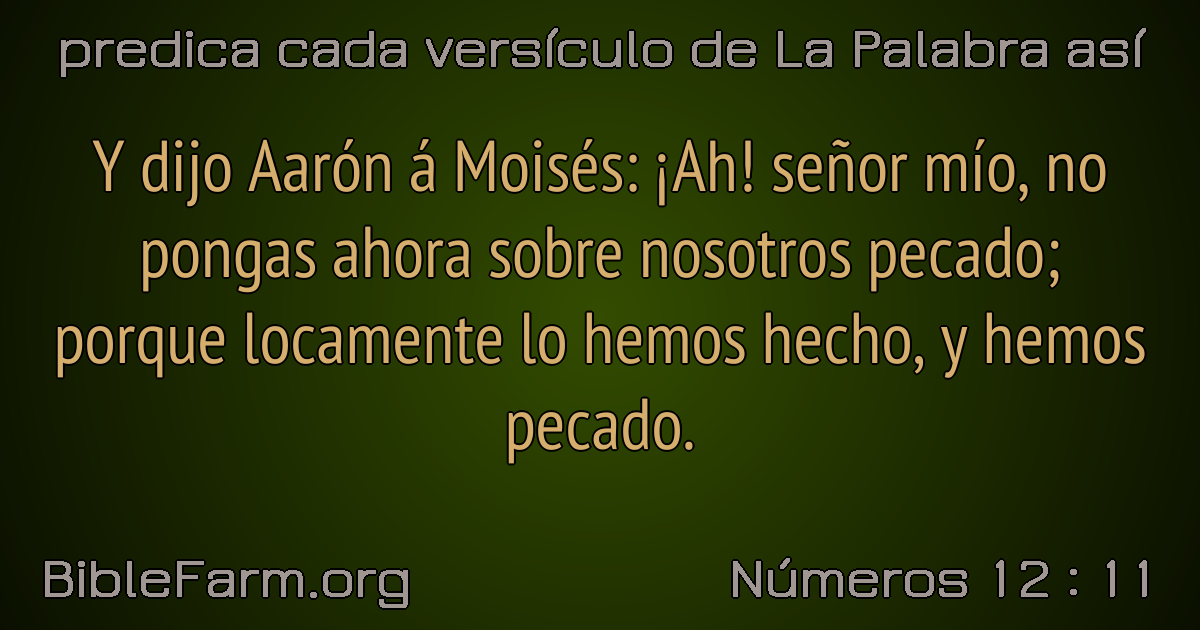 predica cada versículo de La Palabra así
Y dijo Aarón á Moisés: ¡Ah! señor mío, no
pongas ahora sobre nosotros pecado;
porque locamente lo hemos hecho, y hemos
pecado.
BibleFarm.org
Números 12 : 11